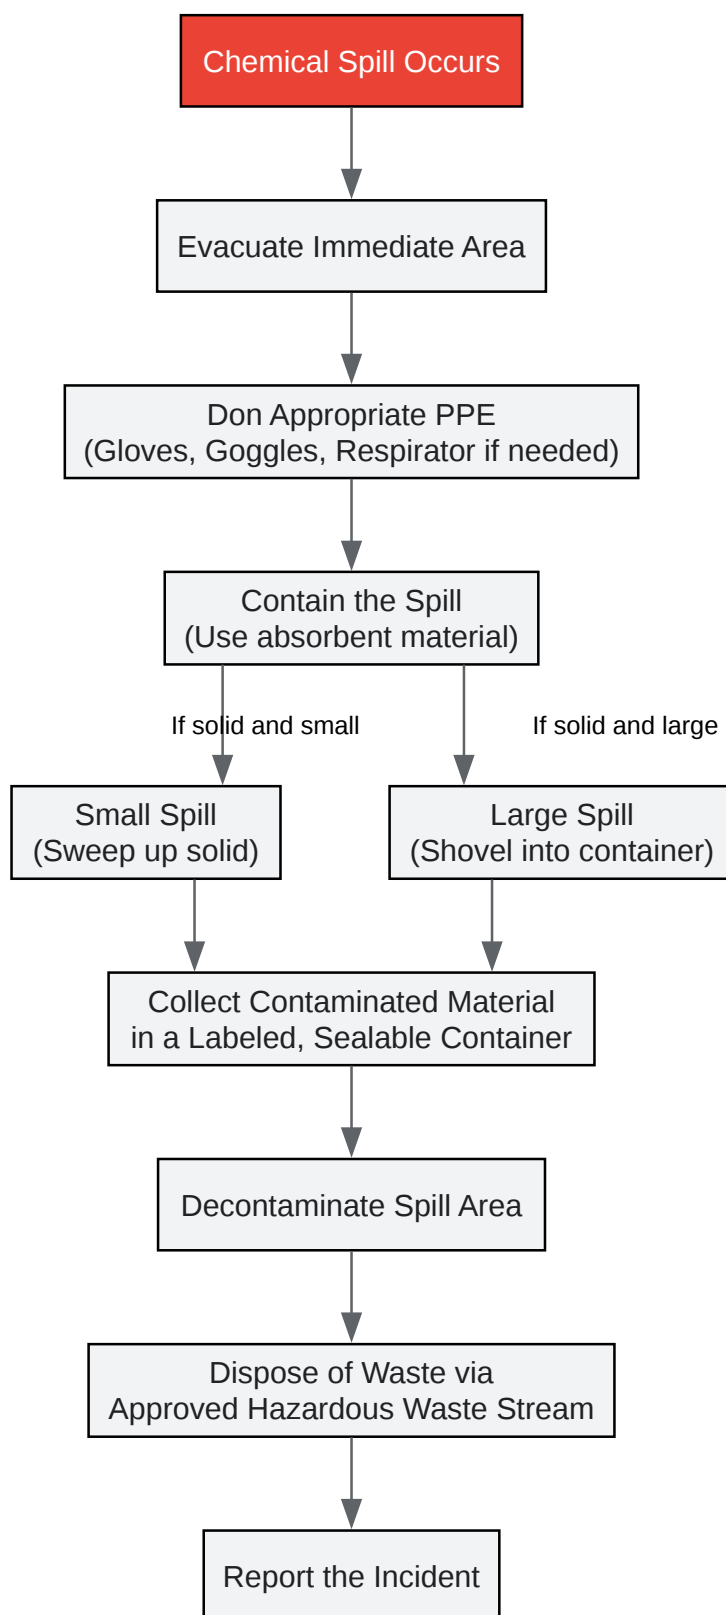 Chemical Spill Occurs
Evacuate Immediate Area
Don Appropriate PPE
(Gloves, Goggles, Respirator if needed)
Contain the Spill
(Use absorbent material)
If solid and small
If solid and large
Small Spill
(Sweep up solid)
Large Spill
(Shovel into container)
Collect Contaminated Material
in a Labeled, Sealable Container
Decontaminate Spill Area
Dispose of Waste via
Approved Hazardous Waste Stream
Report the Incident